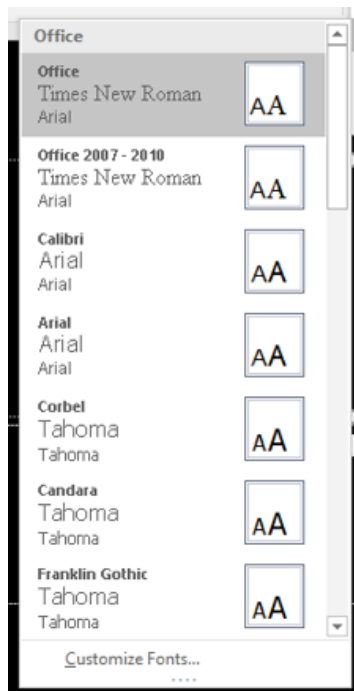 Office
Office
Times New Roman
Arial
AA
Office 2007 - 2010
Times New Roman
Arial
AA
Calibri
Arial
Arial
AA
Arial
Arial
Arial
AA
Corbel
Tahoma
Tahoma
AA
Candara
Tahoma
Tahoma
AA
Franklin Gothic
Tahoma
Tahoma
AA
Customize Fonts...